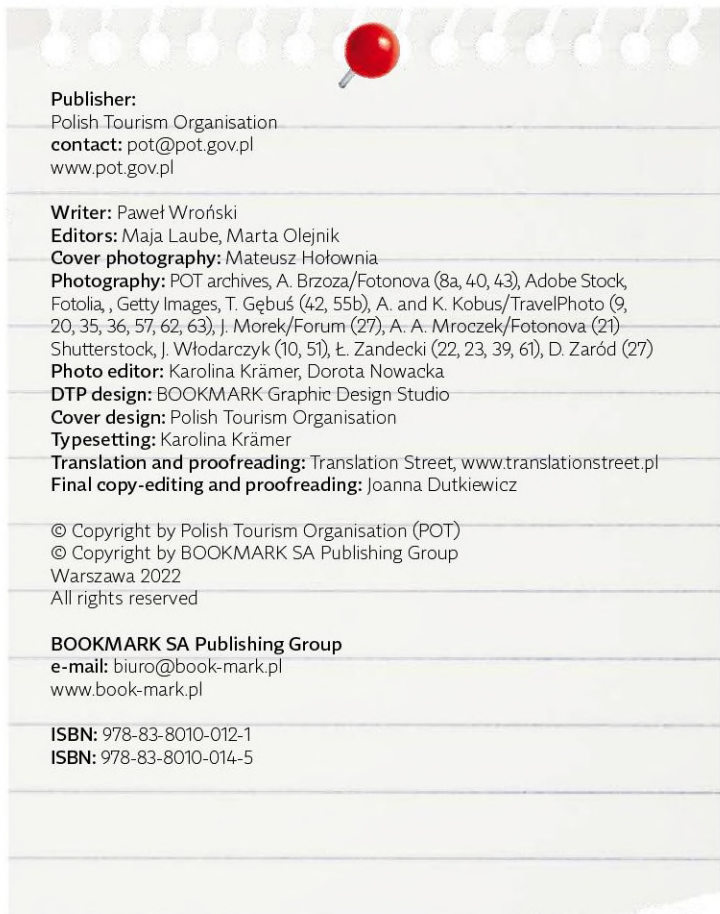 Publisher:
Polish Tourism Organisation
contact: pot@pot.gov.pl
www.pot.gov.pl
Writer: Paweł Wroński
Editors: Maja Laube, Marta Olejnik
Cover photography: Mateusz Hołownia
Photography: POT archives, A. Brzoza/Fotonova (8a, 40, 43), Adobe Stock,
Fotolia, , Getty Images, T. Gębuś (42, 55b), A. and K. Kobus/TravelPhoto (9,
20, 35, 36, 57, 62, 63), J. Morek/Forum (27), A. A. Mroczek/Fotonova (21)
Shutterstock, J. Włodarczyk (10, 51), Ł. Zandecki (22, 23, 39, 61), D. Zaród (27)
Photo editor: Karolina Krämer, Dorota Nowacka
DTP design: BOOKMARK Graphic Design Studio
Cover design: Polish Tourism Organisation
Typesetting: Karolina Krämer
Translation and proofreading: Translation Street, www.translationstreet.pl
Final copy-editing and proofreading: Joanna Dutkiewicz
© Copyright by Polish Tourism Organisation (POT)
© Copyright by BOOKMARK SA Publishing Group
Warszawa 2022
All rights reserved
BOOKMARK SA Publishing Group
e-mail: biuro@book-mark.pl
www.book-mark.pl
ISBN: 978-83-8010-012-1
ISBN: 978-83-8010-014-5